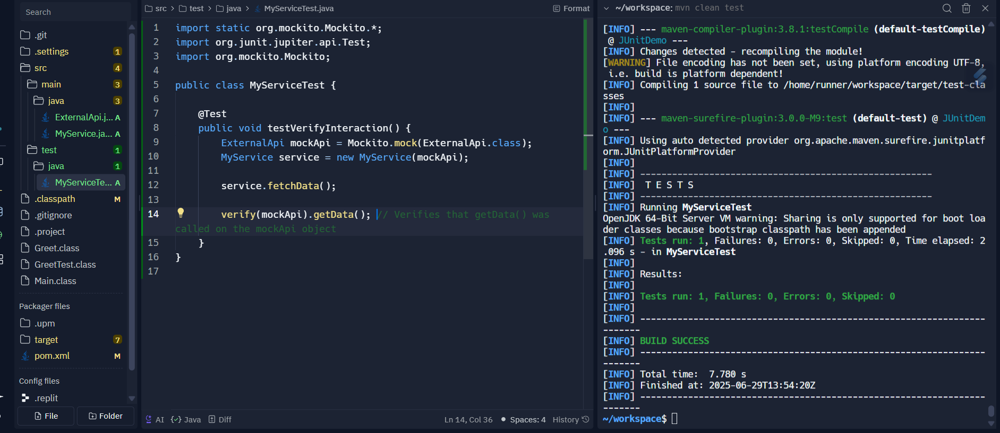 Search
.git
.settings 1
src 4
main 3
java 3
ExternalApi.j... A
MyService.ja... A
test 1
java 1
MyServiceTe... A
.classpath M
.gitignore
.project
Greet.class
GreetTest.class
Main.class
Packager files
.upm
target 7
pom.xml M
Config files
.replit
File Folder
src > test > java > MyServiceTest.java Format
1 import static org.mockito.Mockito.*;
2 import org.junit.jupiter.api.Test;
3 import org.mockito.Mockito;
4
5 public class MyServiceTest {
6
7 @Test
8 public void testVerifyInteraction() {
9 ExternalApi mockApi = Mockito.mock(ExternalApi.class);
10 MyService service = new MyService(mockApi);
11
12 service.fetchData();
13
14 verify(mockApi).getData(); // Verifies that getData() was
called on the mockApi object
15 }
16 }
17
AI Java Diff Ln 14, Col 36 Spaces: 4 History
~/workspace: mvn clean test
[INFO] --- maven-compiler-plugin:3.8.1:testCompile (default-testCompile)
@ JUnitDemo ---
[INFO] Changes detected - recompiling the module!
[WARNING] File encoding has not been set, using platform encoding UTF-8,
i.e. build is platform dependent!
[INFO] Compiling 1 source file to /home/runner/workspace/target/test-cla
sses
[INFO]
[INFO] --- maven-surefire-plugin:3.0.0-M9:test (default-test) @ JUnitDem
o ---
[INFO] Using auto detected provider org.apache.maven.surefire.junitplatf
orm.JUnitPlatformProvider
[INFO]
[INFO] -------------------------------------------------------
[INFO] T E S T S
[INFO] -------------------------------------------------------
[INFO] Running MyServiceTest
OpenJDK 64-Bit Server VM warning: Sharing is only supported for boot loa
der classes because bootstrap classpath has been appended
[INFO] Tests run: 1, Failures: 0, Errors: 0, Skipped: 0, Time elapsed: 2
.096 s - in MyServiceTest
[INFO]
[INFO] Results:
[INFO]
[INFO] Tests run: 1, Failures: 0, Errors: 0, Skipped: 0
[INFO]
[INFO] -----------------------------------------------------------------
-------
[INFO] BUILD SUCCESS
[INFO] -----------------------------------------------------------------
-------
[INFO] Total time: 7.780 s
[INFO] Finished at: 2025-06-29T13:54:20Z
[INFO] -----------------------------------------------------------------
-------
~/workspace$